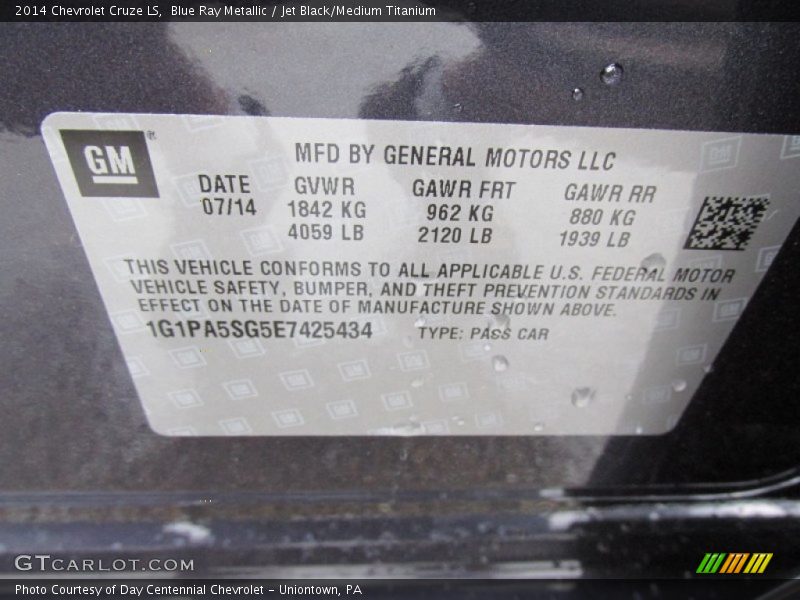 2014 Chevrolet Cruze LS, Blue Ray Metallic / Jet Black/Medium Titanium
GM ®
MFD BY GENERAL MOTORS LLC
DATE GVWR GAWR FRT GAWR RR
07/14 1842 KG 962 KG 880 KG
4059 LB 2120 LB 1939 LB
THIS VEHICLE CONFORMS TO ALL APPLICABLE U.S. FEDERAL MOTOR
VEHICLE SAFETY, BUMPER, AND THEFT PREVENTION STANDARDS IN
EFFECT ON THE DATE OF MANUFACTURE SHOWN ABOVE.
1G1PA5SG5E7425434 TYPE: PASS CAR
GTCARLOT.COM
Photo Courtesy of Day Centennial Chevrolet - Uniontown, PA